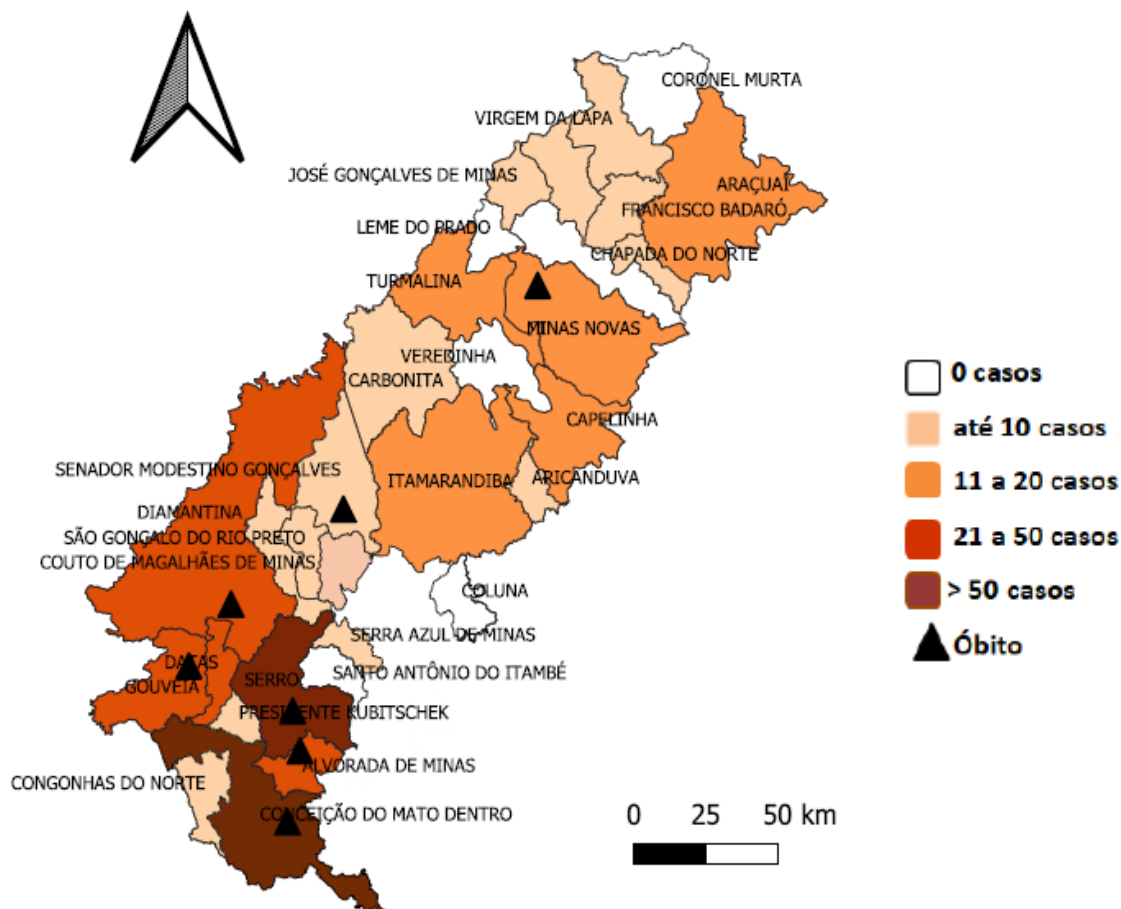 CORONEL MURTA
VIRGEM DA LAPA
JOSÉ GONÇALVES DE MINAS
ARAÇUAÍ
FRANCISCO BADARÓ
LEME DO PRADO
CHAPADA DO NORTE
TURMALINA
MINAS NOVAS
VEREDINHA
CARBONITA
CAPELINHA
SENADOR MODESTINO GONÇALVES
ITAMARANDIBA
ARICANDUVA
DIAMANTINA
SÃO GONÇALO DO RIO PRETO
COUTO DE MAGALHÃES DE MINAS
COLUNA
SERRA AZUL DE MINAS
DATAS
SANTO ANTÔNIO DO ITAMBÉ
GOUVEIA
SERRO
PRESIDENTE KUBITSCHEK
ALVORADA DE MINAS
CONGONHAS DO NORTE
CONCEIÇÃO DO MATO DENTRO
0 casos
até 10 casos
11 a 20 casos
21 a 50 casos
> 50 casos
Óbito
0 25 50 km